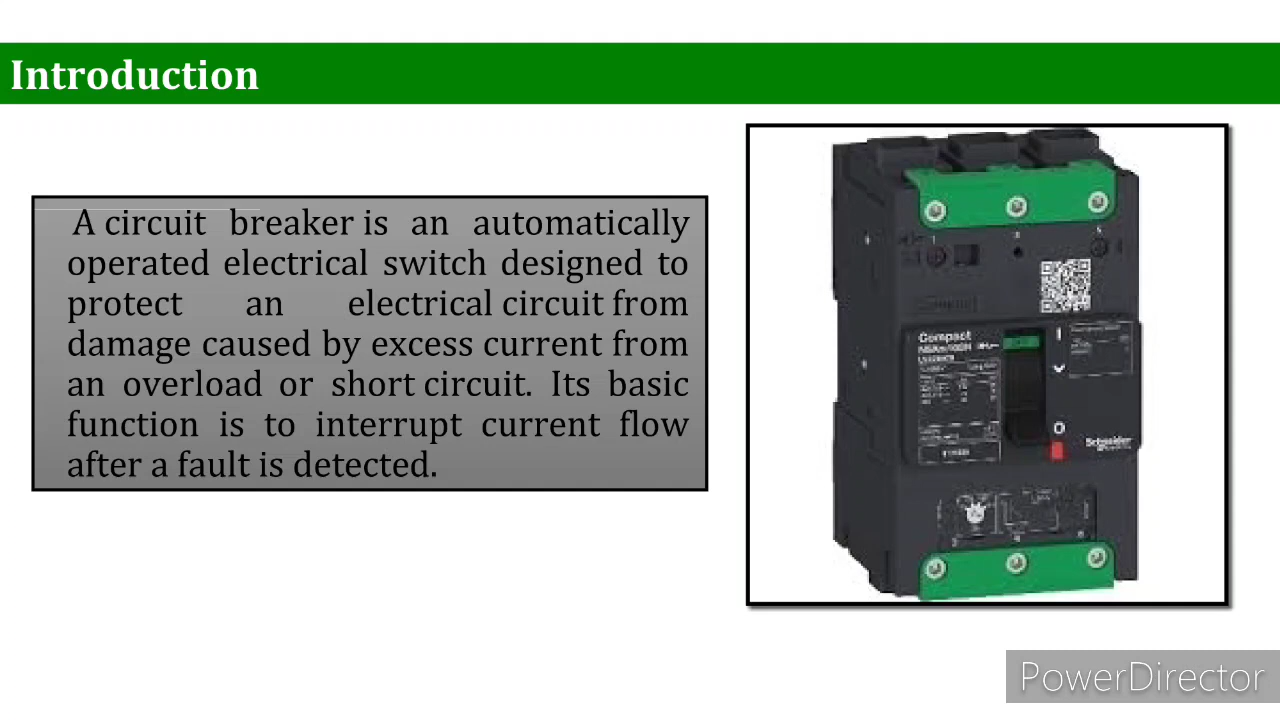 Introduction
A circuit breaker is an automatically
operated electrical switch designed to
protect an electrical circuit from
damage caused by excess current from
an overload or short circuit. Its basic
function is to interrupt current flow
after a fault is detected.
Compact
Schneider
PowerDirector